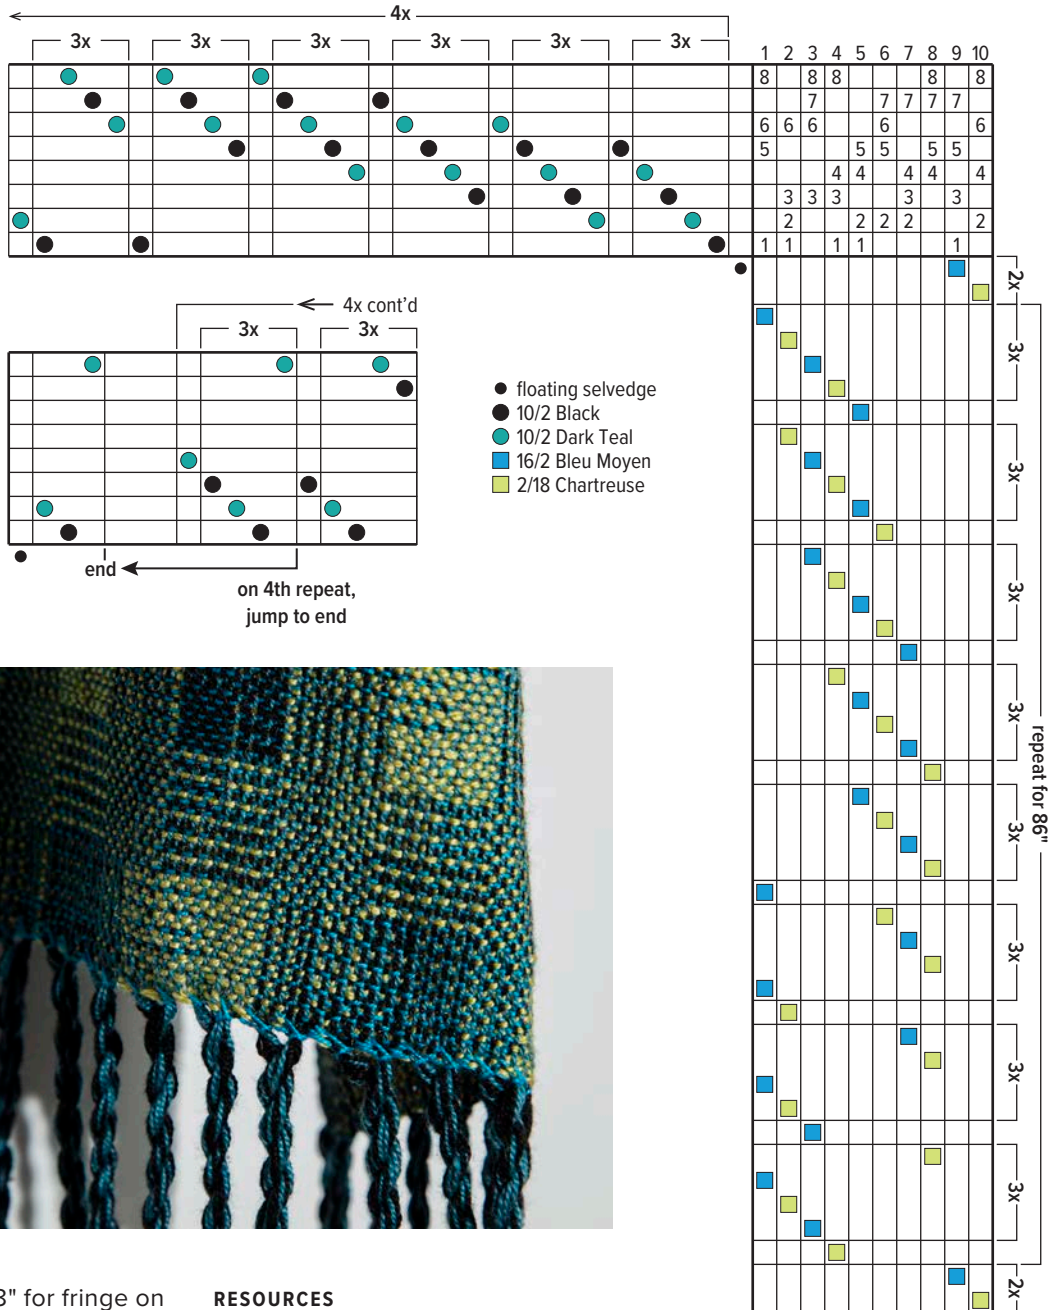 4x
3x 3x 3x 3x 3x 3x
1 2 3 4 5 6 7 8 9 10
8 8 8 8 8
7 7 7 7 7
6 6 6 6 6
5 5 5 5 5
4 4 4 4 4
3 3 3 3 3
2 2 2 2 2
1 1 1 1 1
2x
3x
3x
3x
3x
3x
3x
3x
3x
2x
repeat for 86"
4x cont'd
3x 3x
end
on 4th repeat,
jump to end
floating selvedge
10/2 Black
10/2 Dark Teal
16/2 Bleu Moyen
2/18 Chartreuse
3" for fringe on
RESOURCES